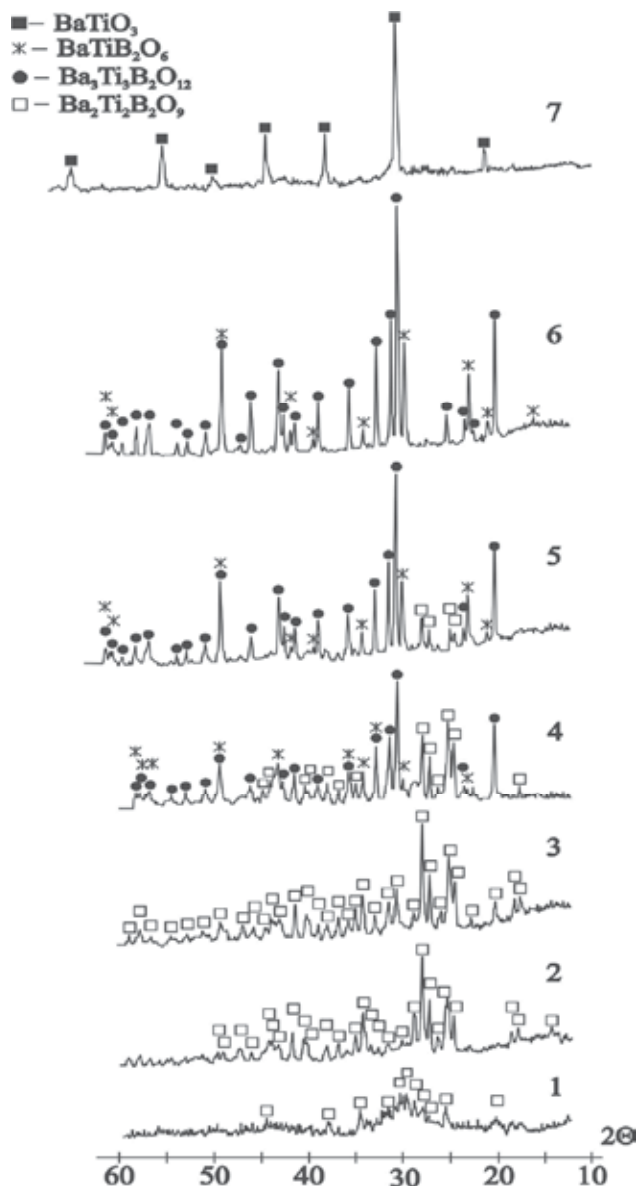 ■ – BaTiO₃
✳ – BaTiB₂O₆
● – Ba₃Ti₃B₂O₁₂
□ – Ba₂Ti₂B₂O₉
7
6
5
4
3
2
1
2Θ
60 50 40 30 20 10